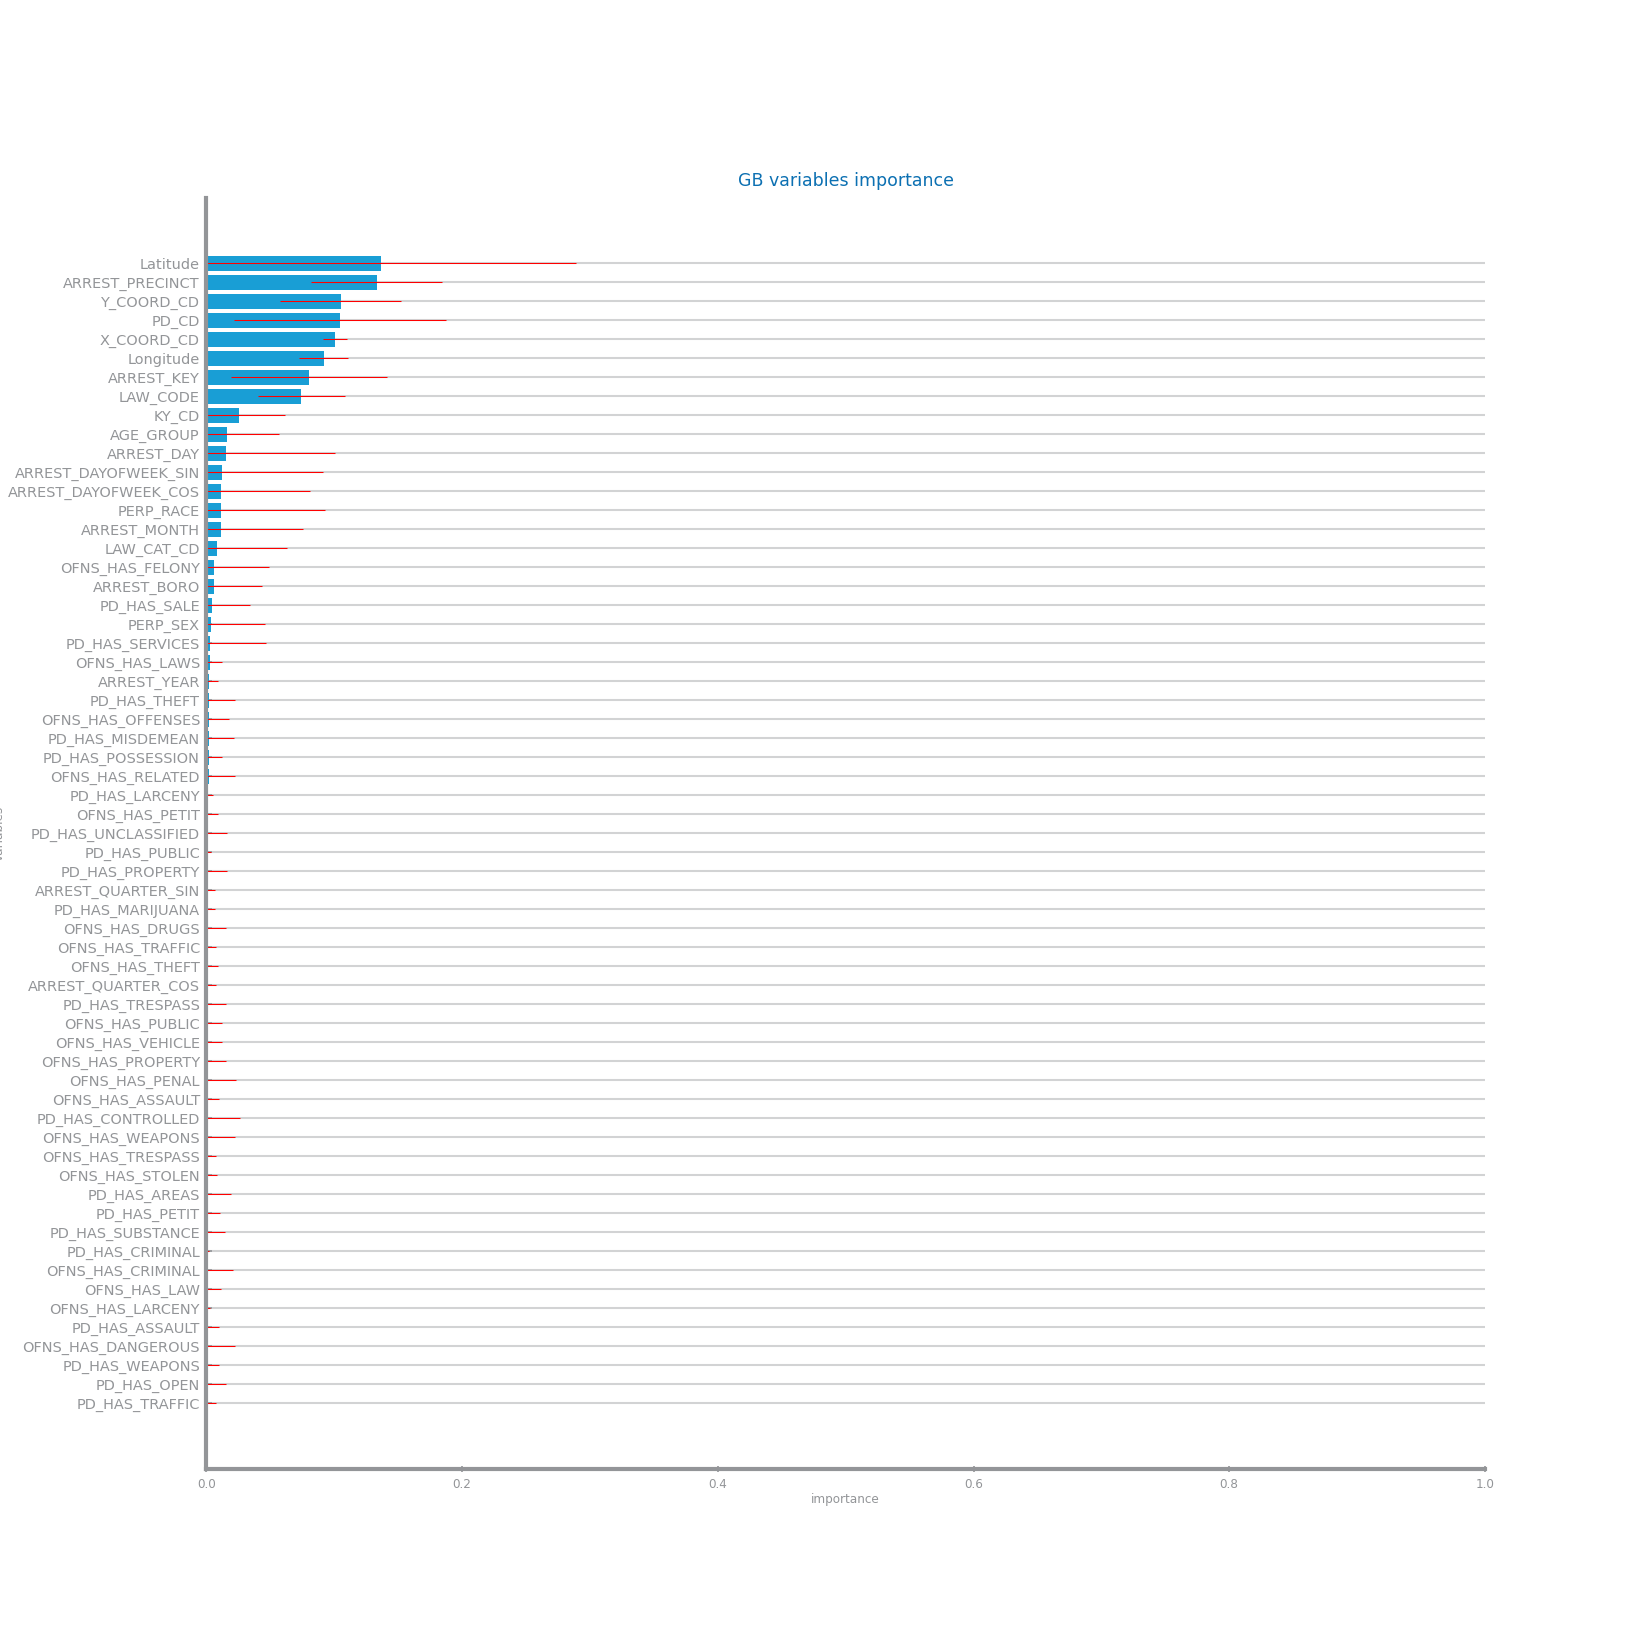 GB variables importance
Latitude
ARREST_PRECINCT
Y_COORD_CD
PD_CD
X_COORD_CD
Longitude
ARREST_KEY
LAW_CODE
KY_CD
AGE_GROUP
ARREST_DAY
ARREST_DAYOFWEEK_SIN
ARREST_DAYOFWEEK_COS
PERP_RACE
ARREST_MONTH
LAW_CAT_CD
OFNS_HAS_FELONY
ARREST_BORO
PD_HAS_SALE
PERP_SEX
PD_HAS_SERVICES
OFNS_HAS_LAWS
ARREST_YEAR
PD_HAS_THEFT
OFNS_HAS_OFFENSES
PD_HAS_MISDEMEAN
PD_HAS_POSSESSION
OFNS_HAS_RELATED
PD_HAS_LARCENY
OFNS_HAS_PETIT
PD_HAS_UNCLASSIFIED
PD_HAS_PUBLIC
PD_HAS_PROPERTY
ARREST_QUARTER_SIN
PD_HAS_MARIJUANA
OFNS_HAS_DRUGS
OFNS_HAS_TRAFFIC
OFNS_HAS_THEFT
ARREST_QUARTER_COS
PD_HAS_TRESPASS
OFNS_HAS_PUBLIC
OFNS_HAS_VEHICLE
OFNS_HAS_PROPERTY
OFNS_HAS_PENAL
OFNS_HAS_ASSAULT
PD_HAS_CONTROLLED
OFNS_HAS_WEAPONS
OFNS_HAS_TRESPASS
OFNS_HAS_STOLEN
PD_HAS_AREAS
PD_HAS_PETIT
PD_HAS_SUBSTANCE
PD_HAS_CRIMINAL
OFNS_HAS_CRIMINAL
OFNS_HAS_LAW
OFNS_HAS_LARCENY
PD_HAS_ASSAULT
OFNS_HAS_DANGEROUS
PD_HAS_WEAPONS
PD_HAS_OPEN
PD_HAS_TRAFFIC
0.0 0.2 0.4 0.6 0.8 1.0
importance